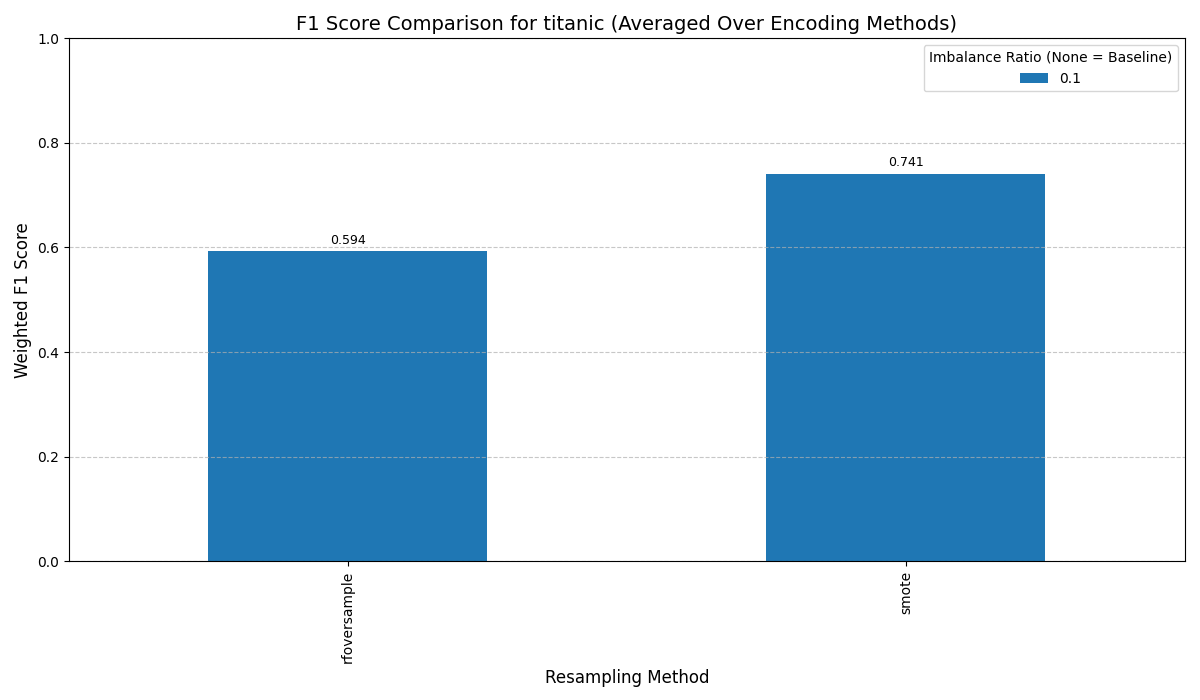 F1 Score Comparison for titanic (Averaged Over Encoding Methods)
Imbalance Ratio (None = Baseline)
0.1
Weighted F1 Score
1.0
0.8
0.6
0.4
0.2
0.0
0.594
0.741
rfoversample
smote
Resampling Method